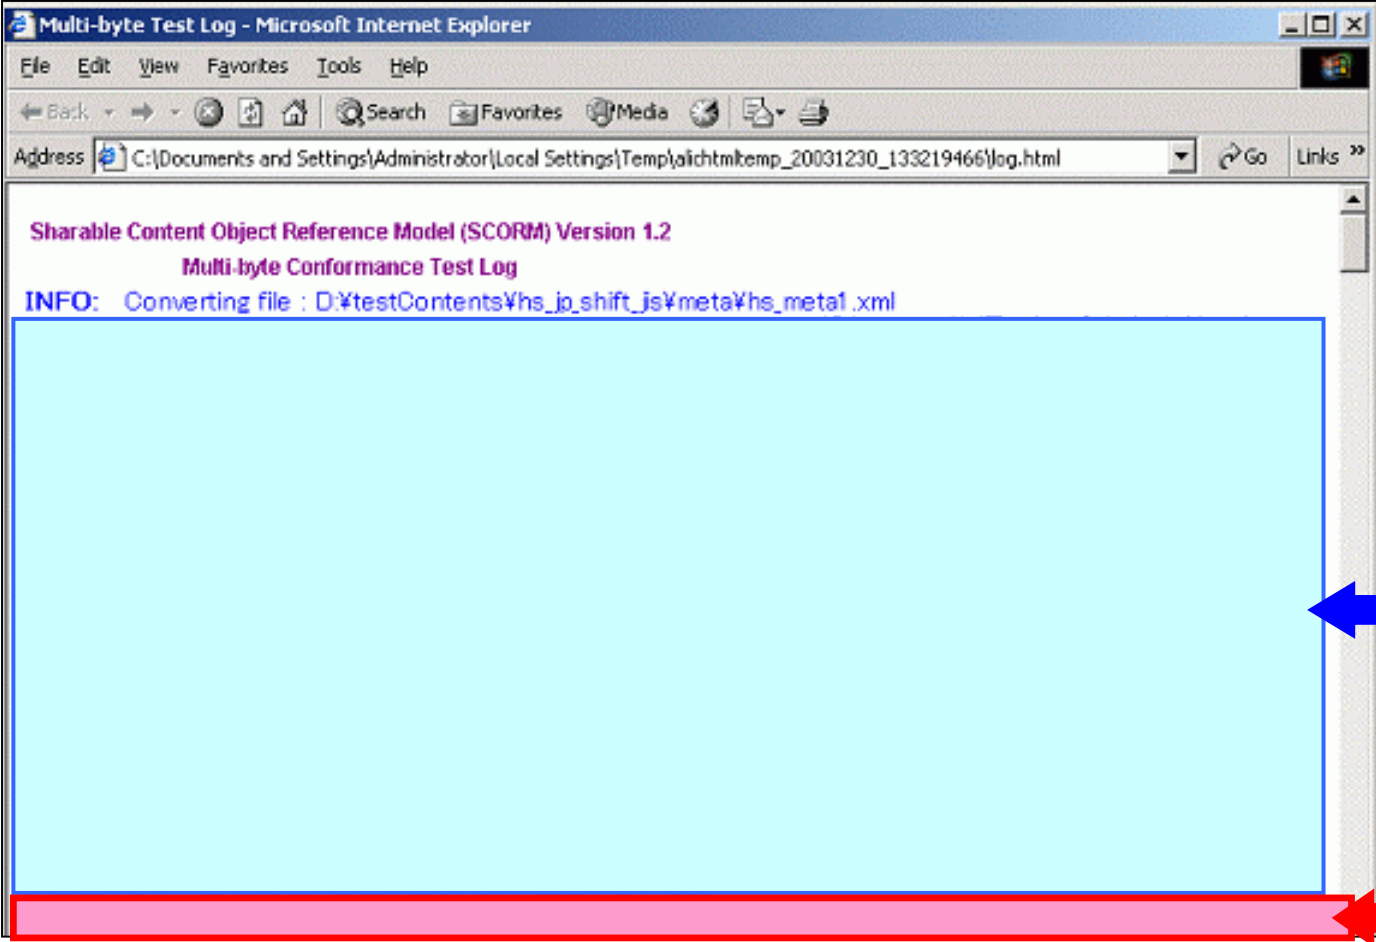 Multi-byte Test Log - Microsoft Internet Explorer
File Edit View Favorites Tools Help
Back Search Favorites Media
Address C:\Documents and Settings\Administrator\Local Settings\Temp\alichtmltemp_20031230_133219466\log.html Go Links »
Sharable Content Object Reference Model (SCORM) Version 1.2
Multi-byte Conformance Test Log
INFO: Converting file : D:¥testContents¥hs_jp_shift_jis¥meta¥hs_meta1.xml